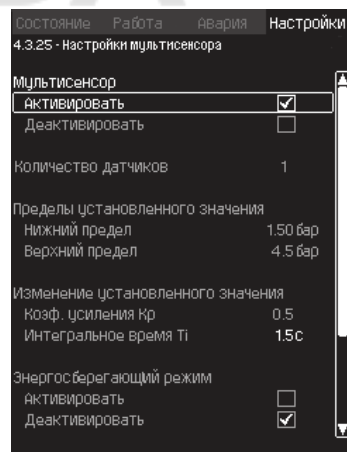 Состояние Работа Авария Настройки
4.3.25 - Настройки мультисенсора
Мультисенсор
Активировать
Деактивировать
Количество датчиков 1
Пределы установленного значения
Нижний предел 1.50 бар
Верхний предел 4.5 бар
Изменение установленного значения
Коэф. усиления Кр 0.5
Интегральное время Ti 1.5 с
Энергосберегающий режим
Активировать
Деактивировать